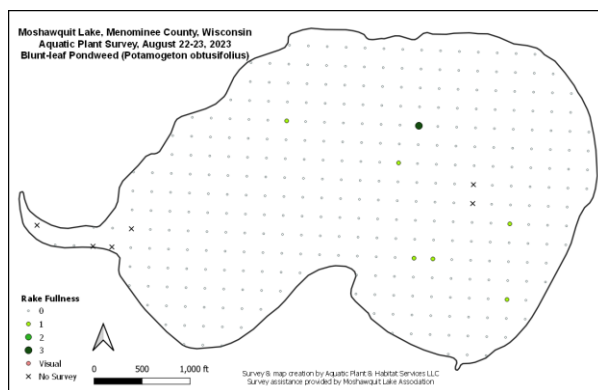 Moshawquit Lake, Menominee County, Wisconsin
Aquatic Plant Survey, August 22-23, 2023
Blunt-leaf Pondweed (Potamogeton obtusifolius)
Rake Fullness
0
1
2
3
Visual
No Survey
0 500 1,000 ft
Survey & map creation by Aquatic Plant & Habitat Services LLC
Survey assistance provided by Moshawquit Lake Association